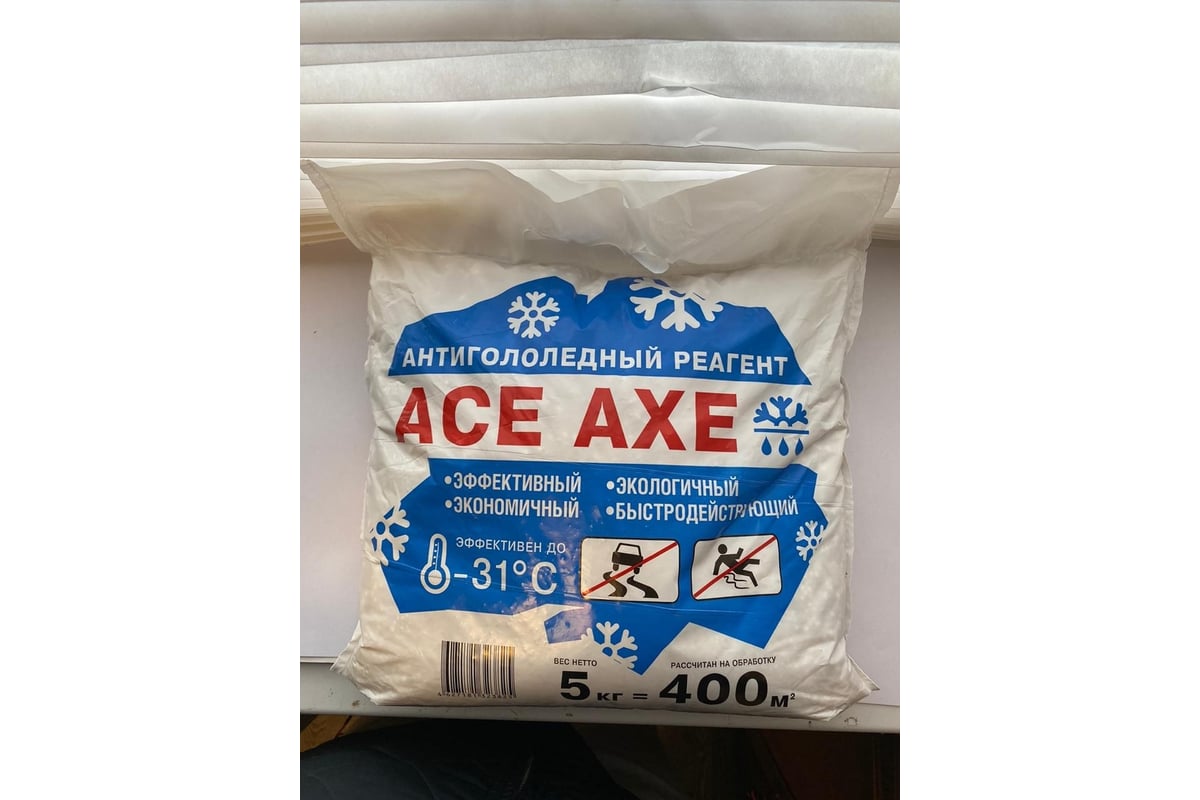 АНТИГОЛОЛЕДНЫЙ РЕАГЕНТ
ACE AXE
•ЭФФЕКТИВНЫЙ •ЭКОЛОГИЧНЫЙ
•ЭКОНОМИЧНЫЙ •БЫСТРОДЕЙСТВУЮЩИЙ
ЭФФЕКТИВЕН ДО
-31°C
ВЕС НЕТТО РАССЧИТАН НА ОБРАБОТКУ
5 кг = 400 м²